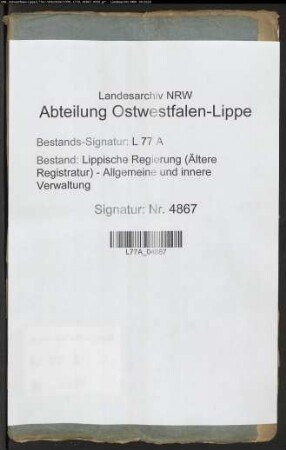 Landesarchiv NRW
Abteilung Ostwestfalen-Lippe
Bestands-Signatur: L 77 A
Bestand: Lippische Regierung (Ältere
Registratur) - Allgemeine und innere
Verwaltung
Signatur: Nr. 4867
L77A_04867